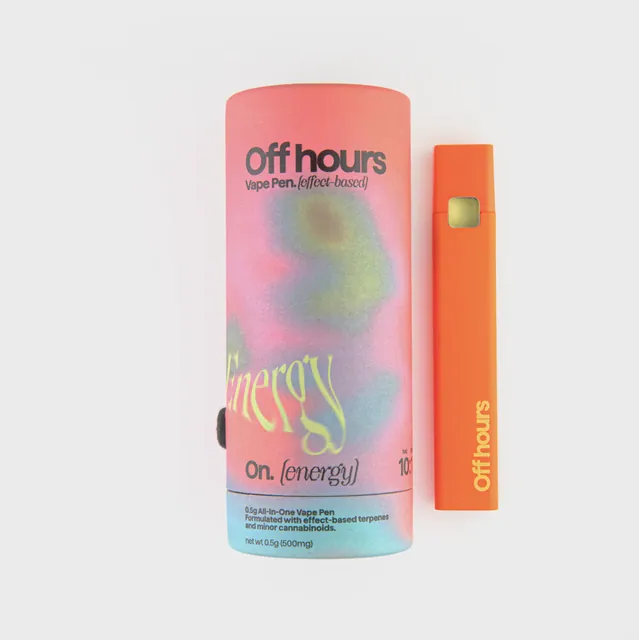 Off hours
Vape Pen. [effect-based]
Energy
On. [energy]
10:
0.5g All-In-One Vape Pen
Formulated with effect-based terpenes
and minor cannabinoids.
net wt 0.5g (500mg)
Off hours